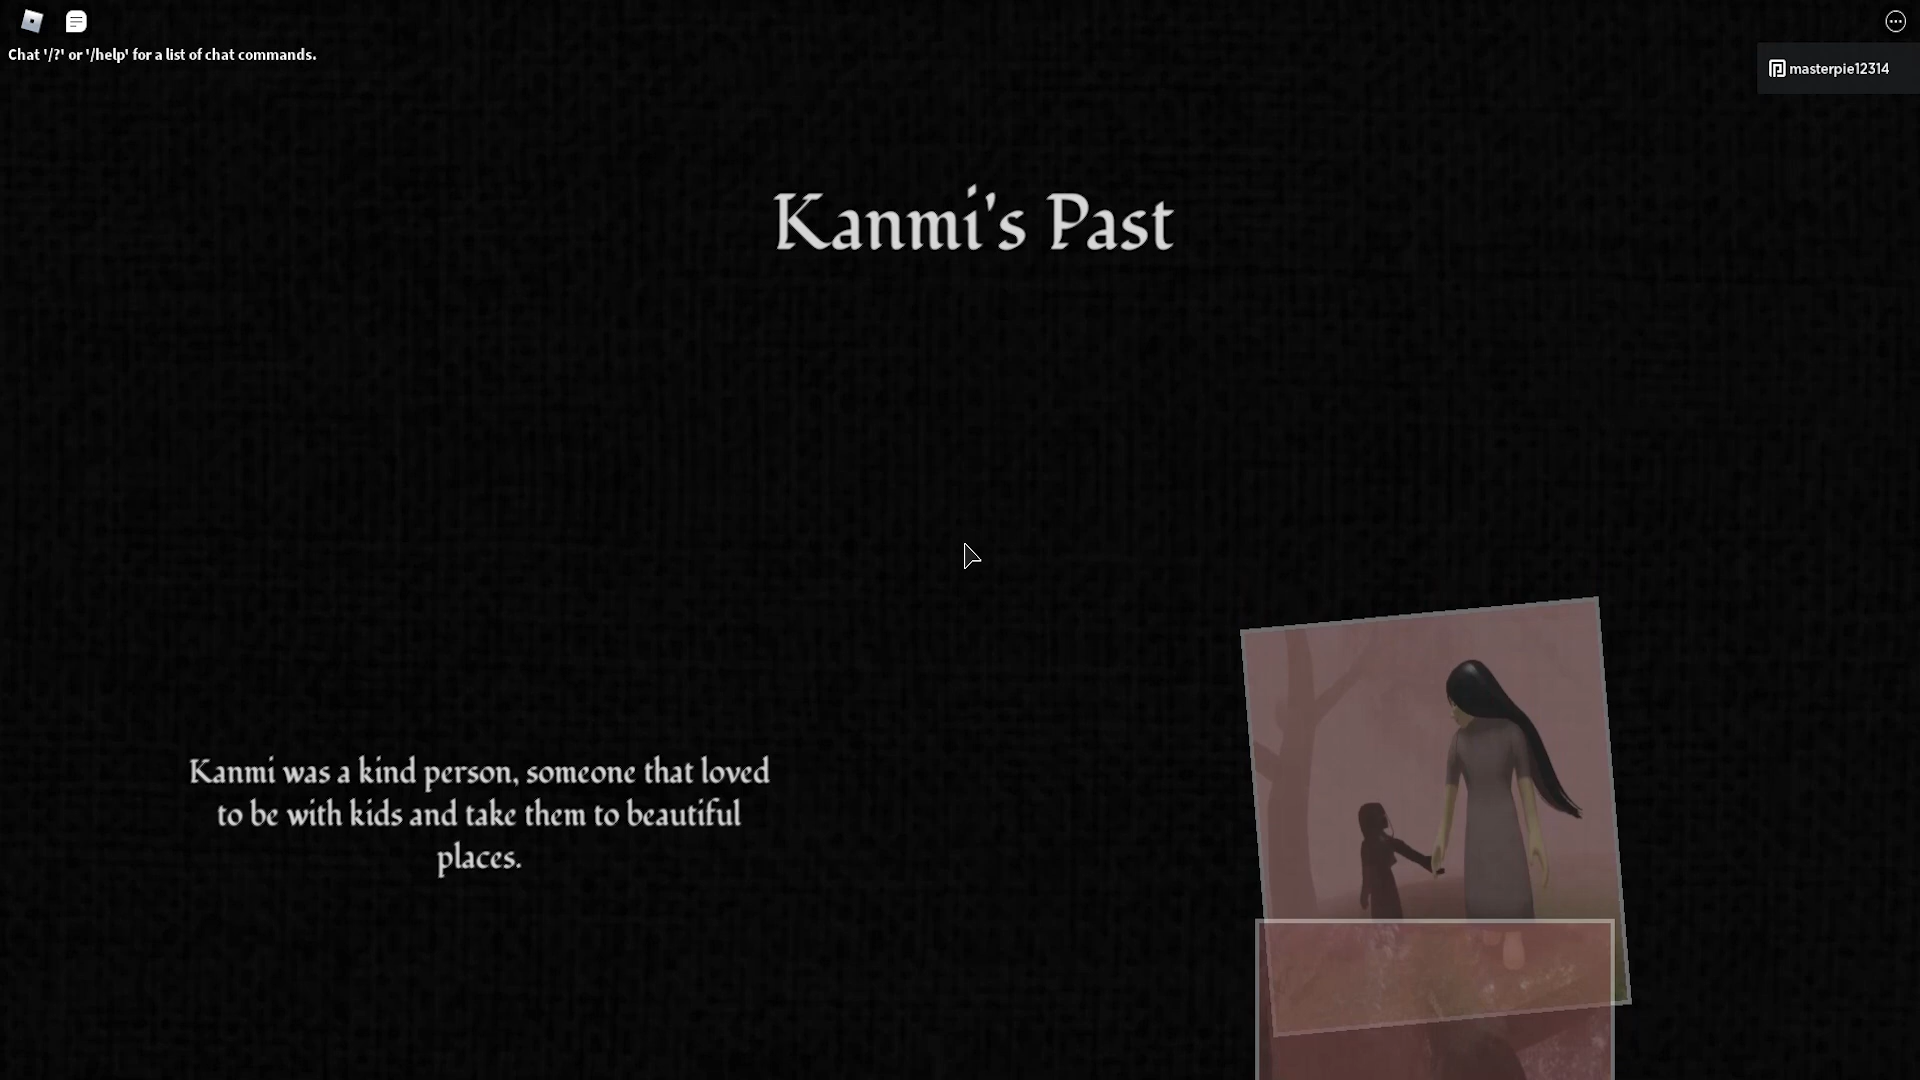 Chat '/?' or '/help' for a list of chat commands.
masterpie12314
Kanmi's Past
Kanmi was a kind person, someone that loved
to be with kids and take them to beautiful
places.